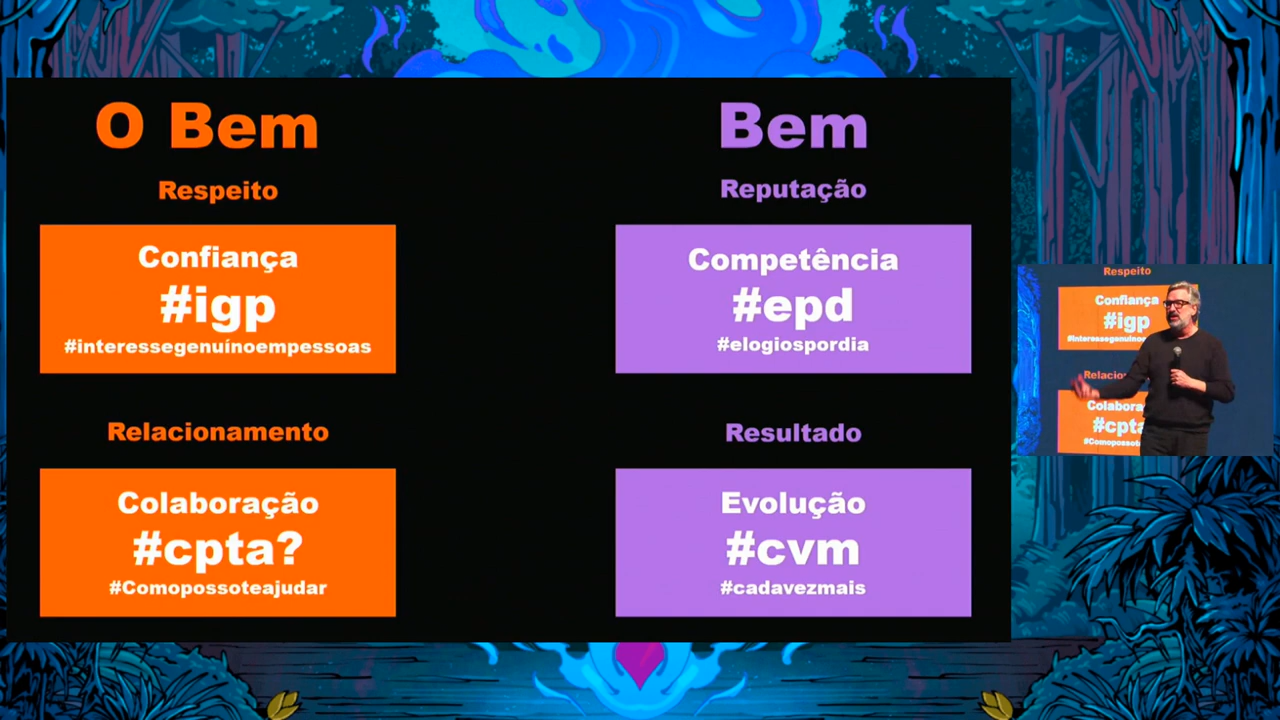 O Bem
Respeito
Confiança
#igp
#interessegenuínoempessoas
Relacionamento
Colaboração
#cpta?
#Comopossoteajudar
Bem
Reputação
Competência
#epd
#elogiospordia
Resultado
Evolução
#cvm
#cadavezmais
Respeito
Confiança
#igp
Colabora
#cpta